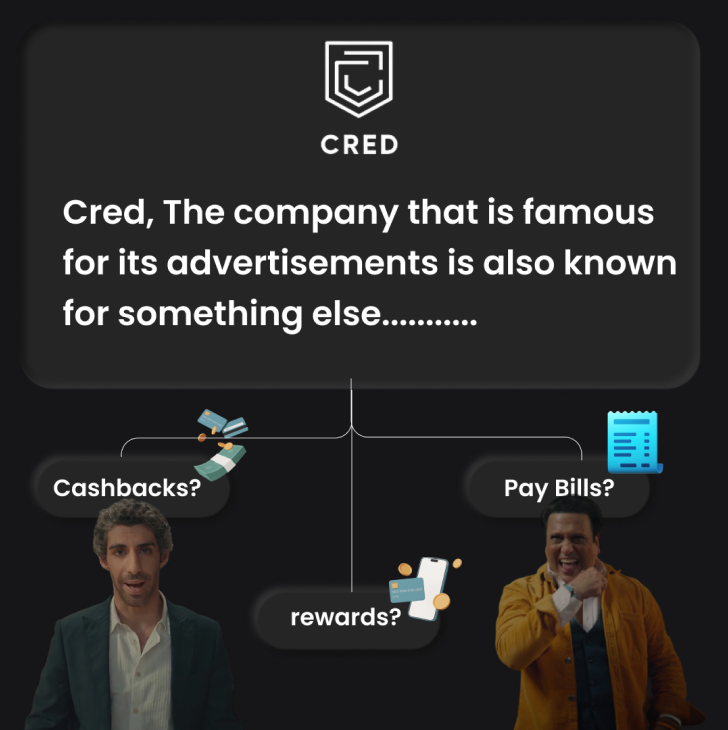 CRED
Cred, The company that is famous
for its advertisements is also known
for something else...........
Cashbacks?
Pay Bills?
rewards?